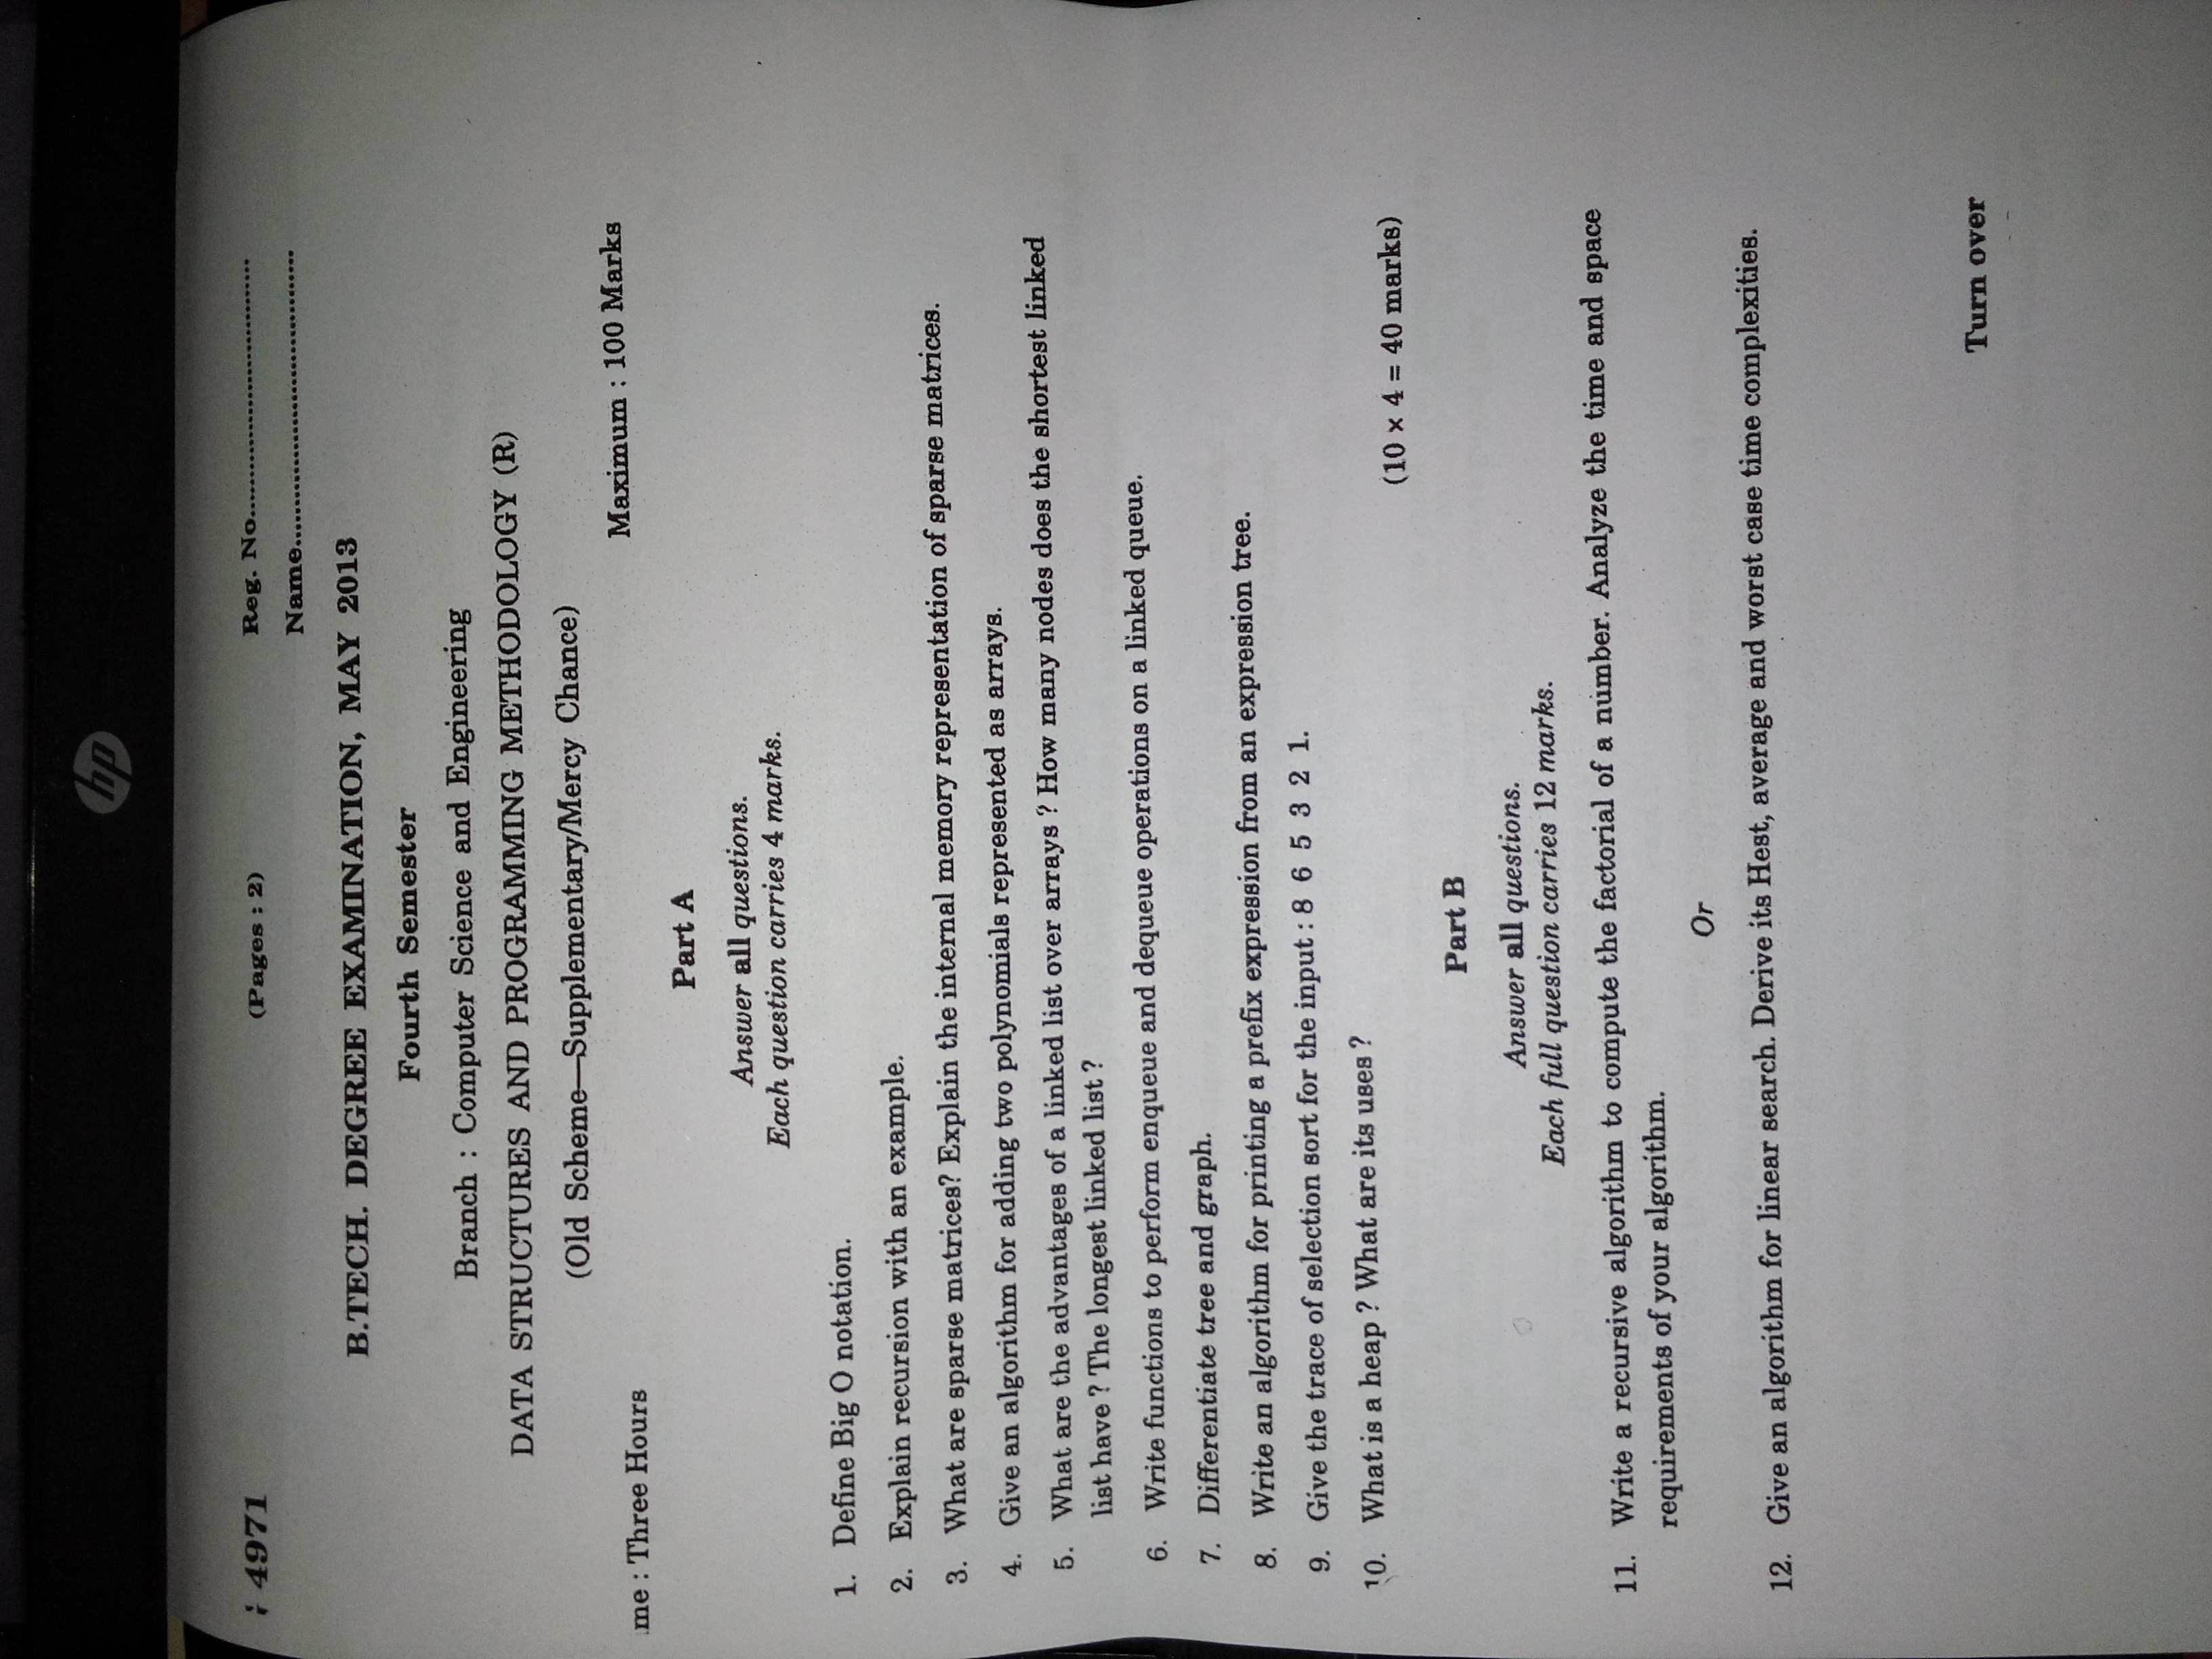 hp
4971 (Pages : 2) Reg. No..................................
Name.......................................
B.TECH. DEGREE EXAMINATION, MAY 2013
Fourth Semester
Branch : Computer Science and Engineering
DATA STRUCTURES AND PROGRAMMING METHODOLOGY (R)
(Old Scheme—Supplementary/Mercy Chance)
me : Three Hours Maximum : 100 Marks
Part A
Answer all questions.
Each question carries 4 marks.
1. Define Big O notation.
2. Explain recursion with an example.
3. What are sparse matrices? Explain the internal memory representation of sparse matrices.
4. Give an algorithm for adding two polynomials represented as arrays.
5. What are the advantages of a linked list over arrays ? How many nodes does the shortest linked
list have ? The longest linked list ?
6. Write functions to perform enqueue and dequeue operations on a linked queue.
7. Differentiate tree and graph.
8. Write an algorithm for printing a prefix expression from an expression tree.
9. Give the trace of selection sort for the input : 8 6 5 3 2 1.
10. What is a heap ? What are its uses ?
(10 × 4 = 40 marks)
Part B
Answer all questions.
Each full question carries 12 marks.
11. Write a recursive algorithm to compute the factorial of a number. Analyze the time and space
requirements of your algorithm.
Or
12. Give an algorithm for linear search. Derive its Hest, average and worst case time complexities.
Turn over